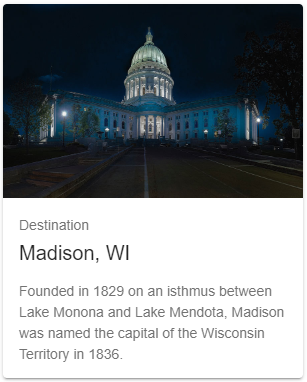 Destination
Madison, WI
Founded in 1829 on an isthmus between
Lake Monona and Lake Mendota, Madison
was named the capital of the Wisconsin
Territory in 1836.